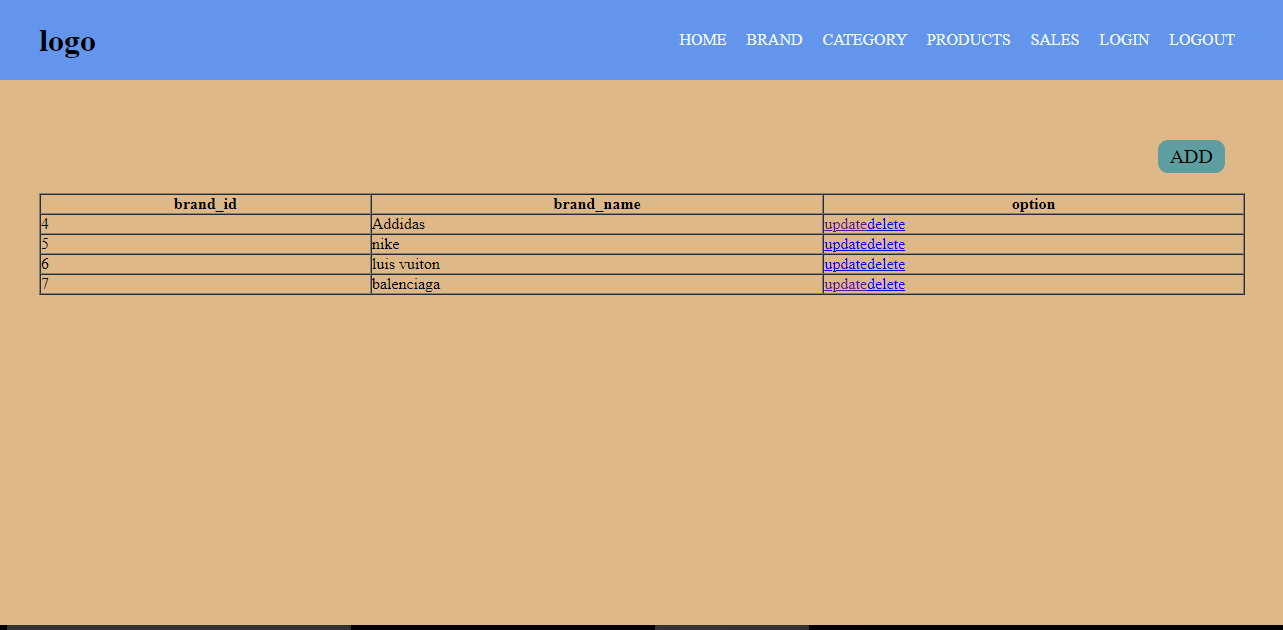 logo HOME BRAND CATEGORY PRODUCTS SALES LOGIN LOGOUT
ADD
brand_id brand_name option
4 Addidas updatedelete
5 nike updatedelete
6 luis vuiton updatedelete
7 balenciaga updatedelete